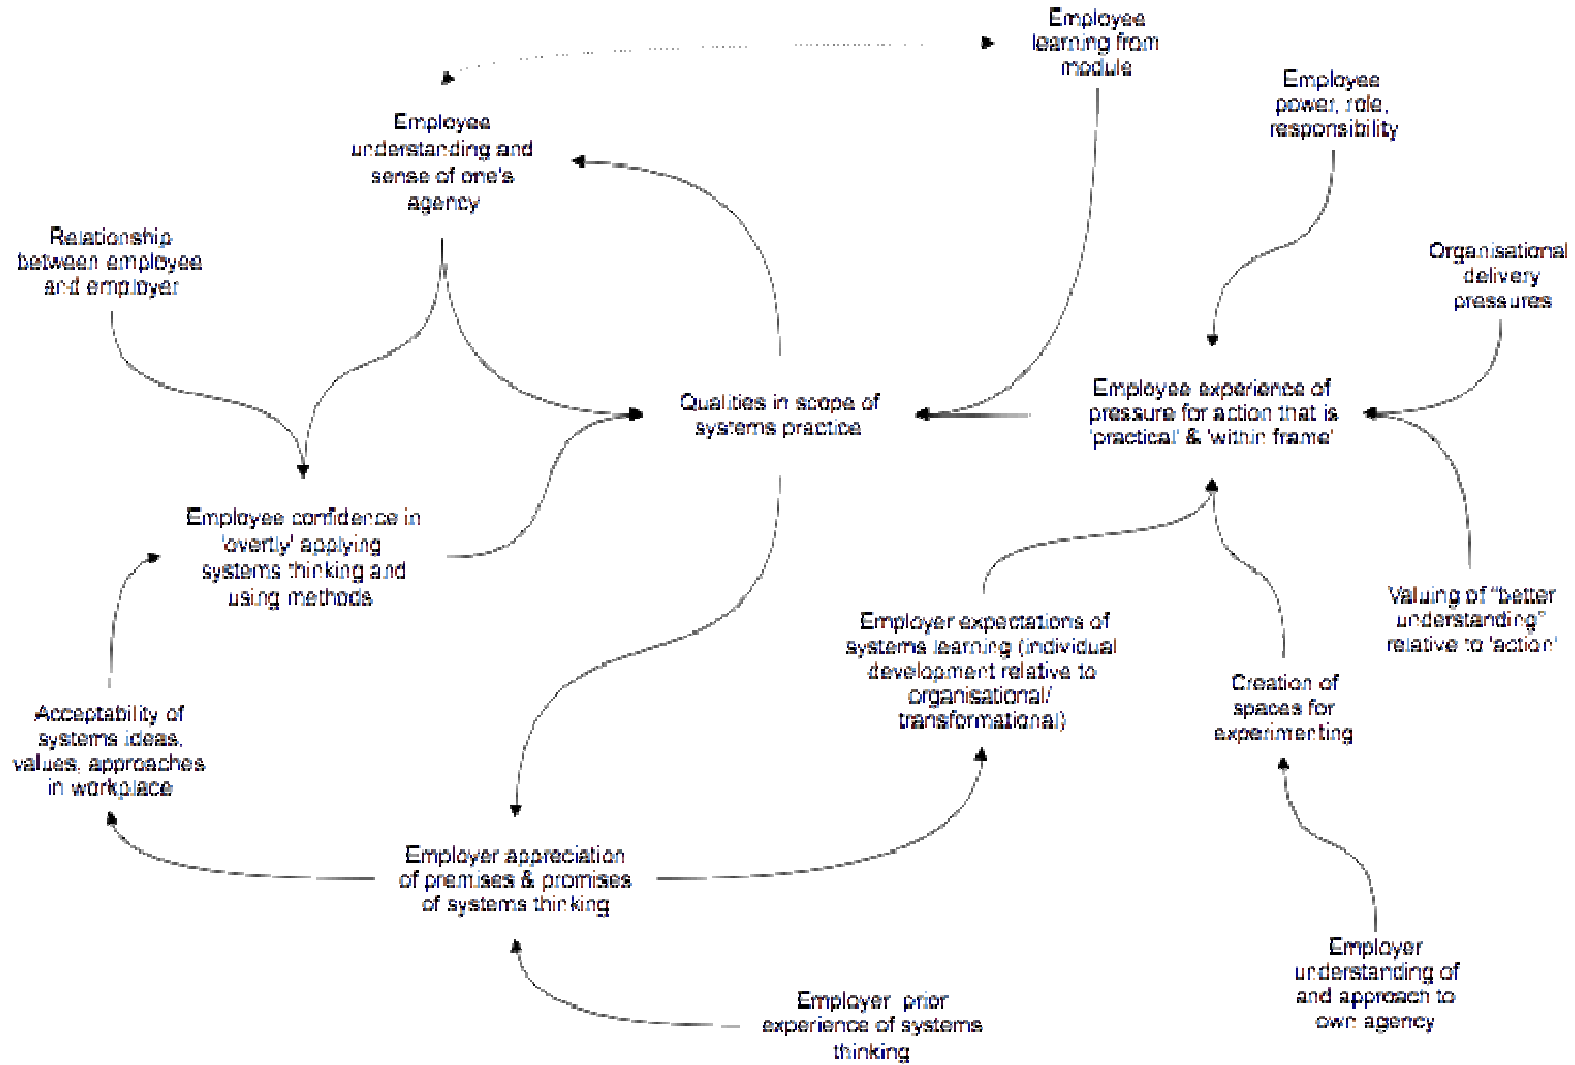 Employee
learning from
module
Employee
power, role,
responsibility
Employee
understanding and
sense of one's
agency
Relationship
between employee
and employer
Organisational
delivery
pressures
Qualities in scope of
systems practice
Employee experience of
pressure for action that is
'practical' & 'within frame'
Employee confidence in
'overtly' applying
systems thinking and
using methods
Employer expectations of
systems learning (individual
development relative to
organisational/
transformational)
Valuing of "better
understanding"
relative to 'action'
Creation of
spaces for
experimenting
Acceptability of
systems ideas,
values, approaches
in workplace
Employer appreciation
of premises & promises
of systems thinking
Employer prior
experience of systems
thinking
Employer
understanding of
and approach to
own agency